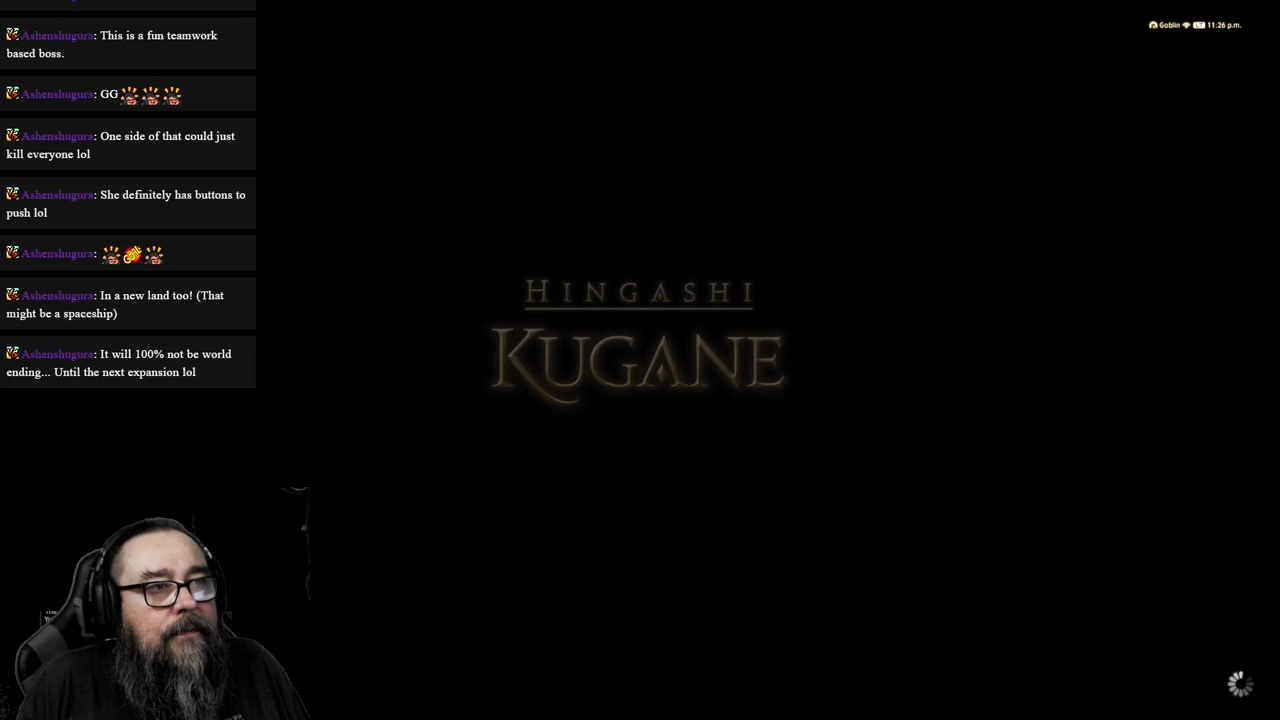 Ashenshugura: This is a fun teamwork
based boss.
Ashenshugura: GG
Ashenshugura: One side of that could just
kill everyone lol
Ashenshugura: She definitely has buttons to
push lol
Ashenshugura:
Ashenshugura: In a new land too! (That
might be a spaceship)
Ashenshugura: It will 100% not be world
ending... Until the next expansion lol
Goblin LT 11:26 p.m.
HINGASHI
KUGANE